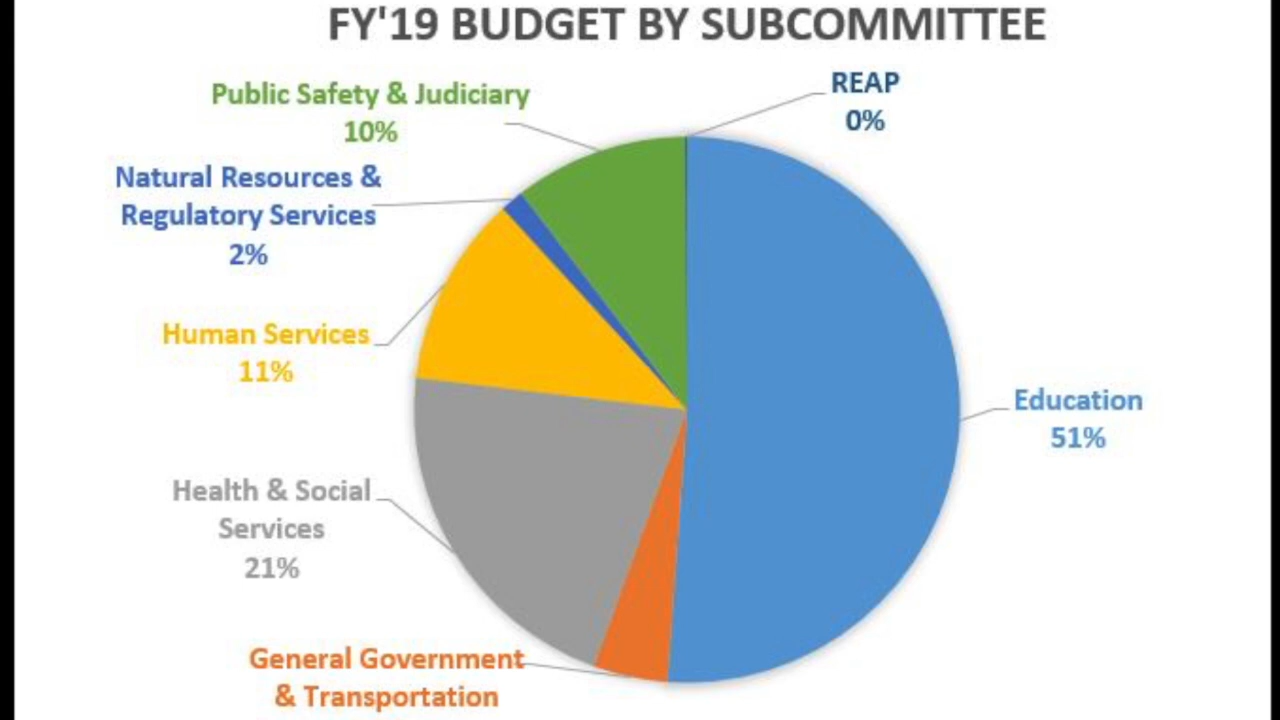 FY'19 BUDGET BY SUBCOMMITTEE
REAP
0%
Public Safety & Judiciary
10%
Natural Resources &
Regulatory Services
2%
Human Services
11%
Education
51%
Health & Social
Services
21%
General Government
& Transportation